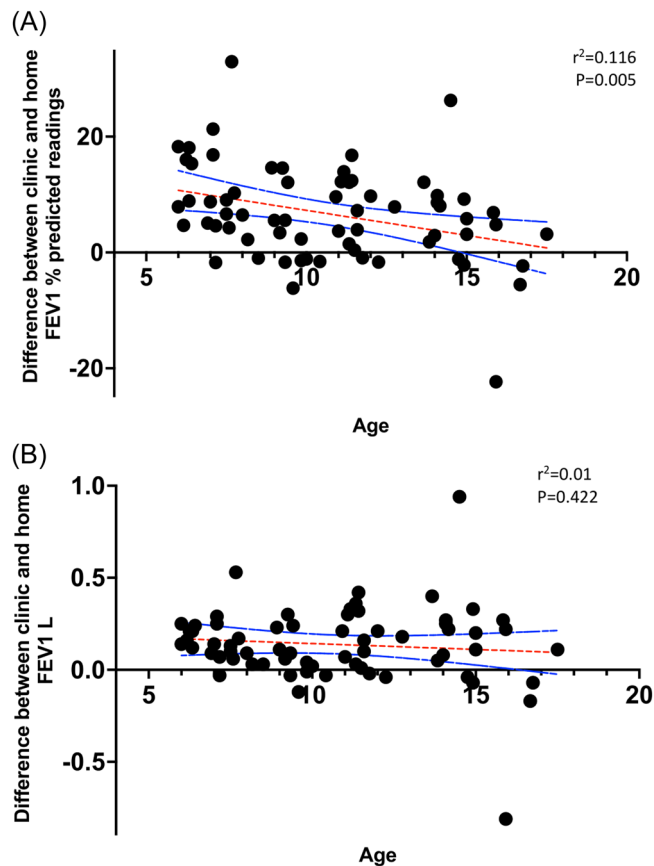 (A)
r²=0.116
P=0.005
Difference between clinic and home
FEV1 % predicted readings
20
0
-20
5
10
15
20
Age
(B)
r²=0.01
P=0.422
Difference between clinic and home
FEV1 L
1.0
0.5
0.0
-0.5
5
10
15
20
Age